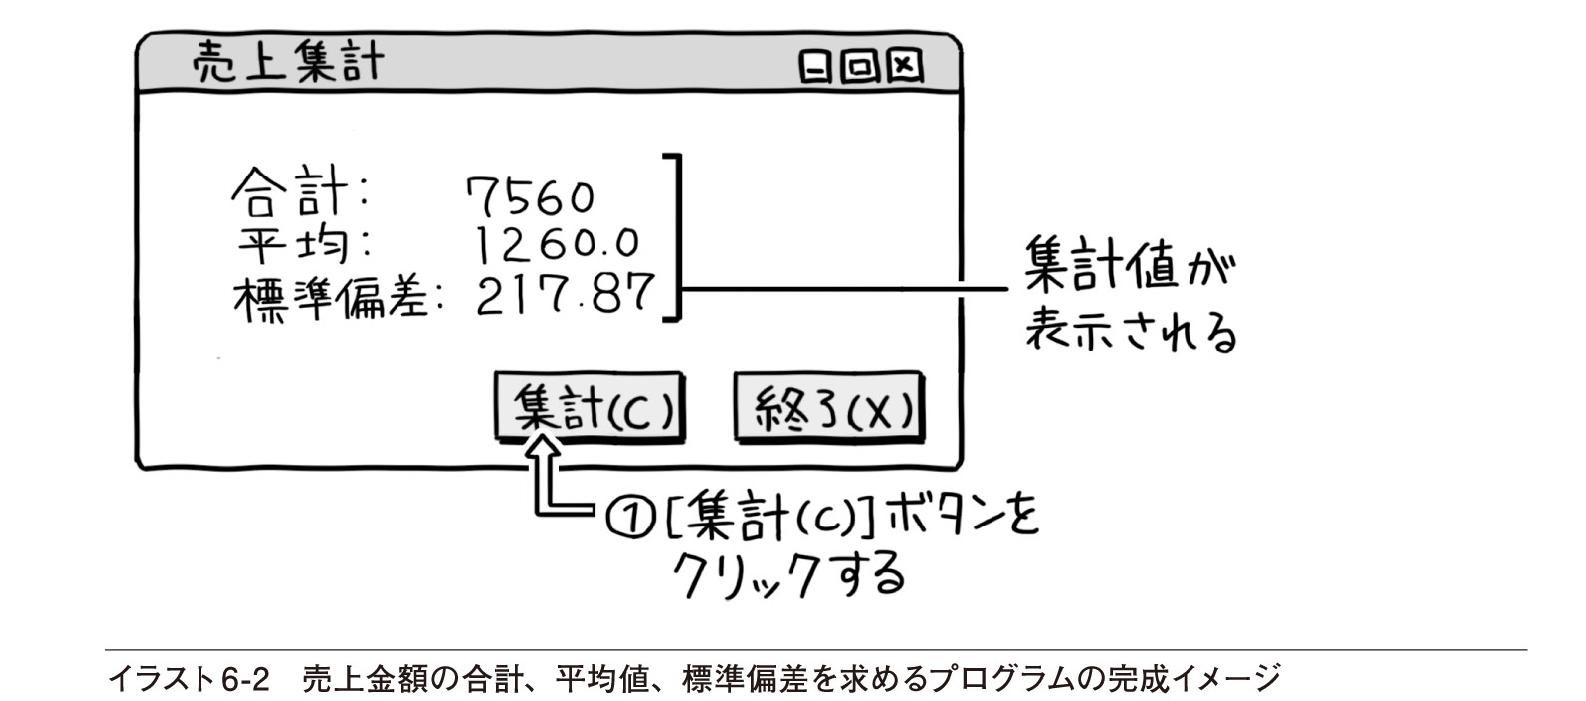 売上集計
合計: 7560
平均: 1260.0
標準偏差: 217.87
集計値が
表示される
集計(C) 終了(X)
①[集計(C)]ボタンを
クリックする
イラスト6-2 売上金額の合計、平均値、標準偏差を求めるプログラムの完成イメージ